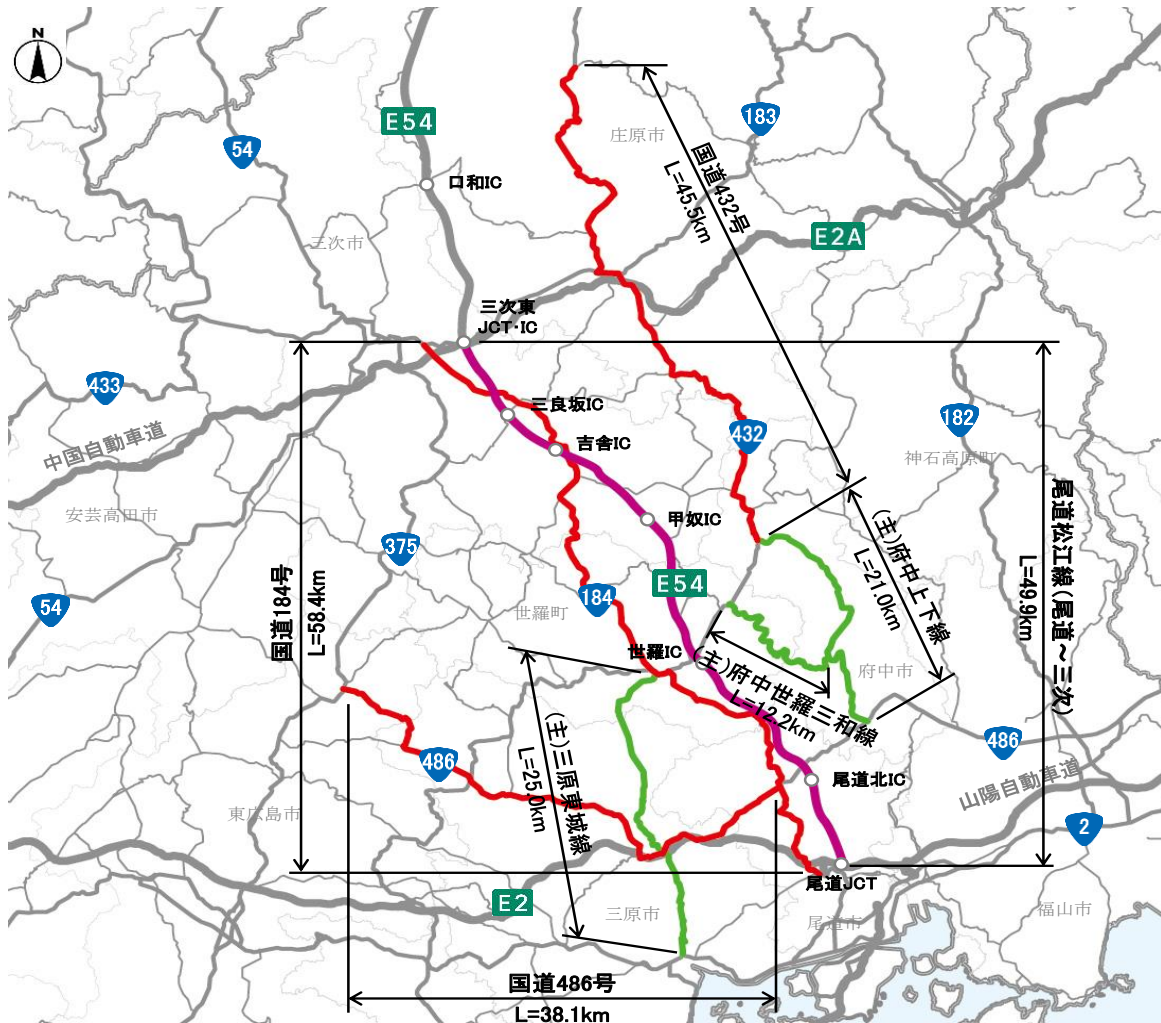 N
E54
183
54
庄原市
国道432号
L=45.5km
口和IC
三次市
E2A
三次東
JCT·IC
433
三良坂IC
182
432
吉舎IC
中国自動車道
神石高原町
安芸高田市
甲奴IC
(主)府中上下線
L=21.0km
尾道松江線(尾道～三次)
L=49.9km
375
E54
54
国道184号
L=58.4km
184
世羅町
世羅IC
府中市
(主)府中世羅三和線
L=12.2km
(主)三原東城線
L=25.0km
486
486
尾道北IC
山陽自動車道
東広島市
2
尾道JCT
E2
三原市
尾道市
福山市
国道486号
L=38.1km